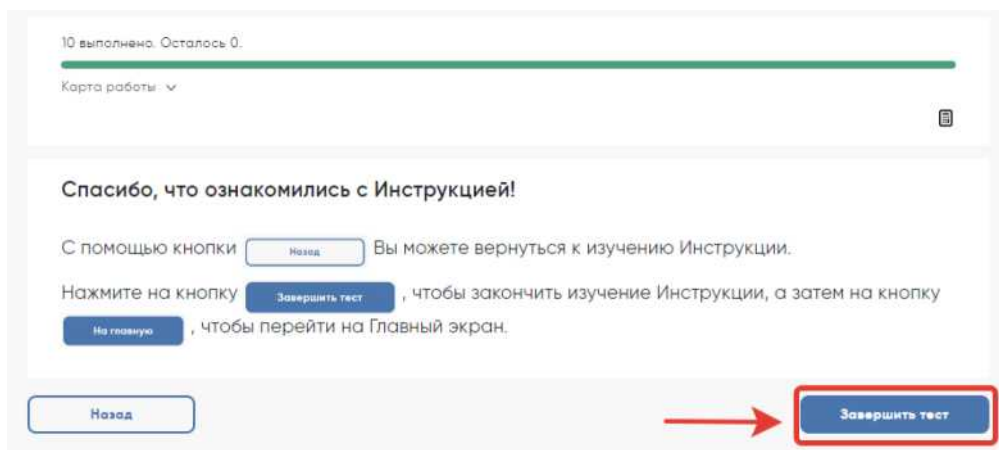 10 выполнено. Осталось 0.
Карта работы
Спасибо, что ознакомились с Инструкцией!
С помощью кнопки Назад Вы можете вернуться к изучению Инструкции.
Нажмите на кнопку Завершить тест , чтобы закончить изучение Инструкции, а затем на кнопку
На главную , чтобы перейти на Главный экран.
Назад Завершить тест